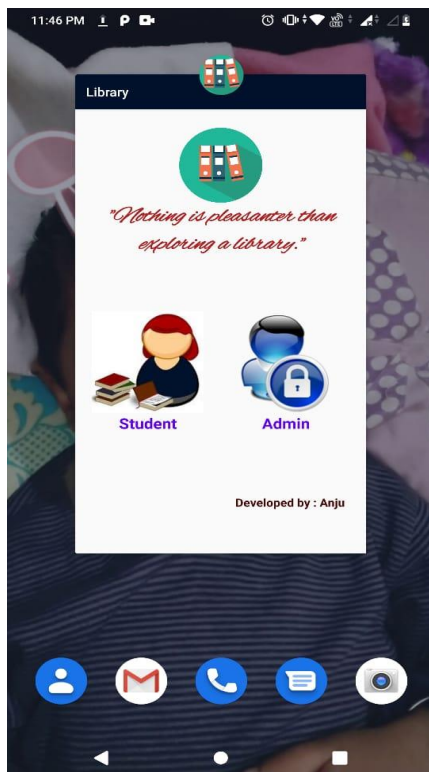 11:46 PM
Library
"Nothing is pleasanter than
exploring a library."
Student
Admin
Developed by : Anju